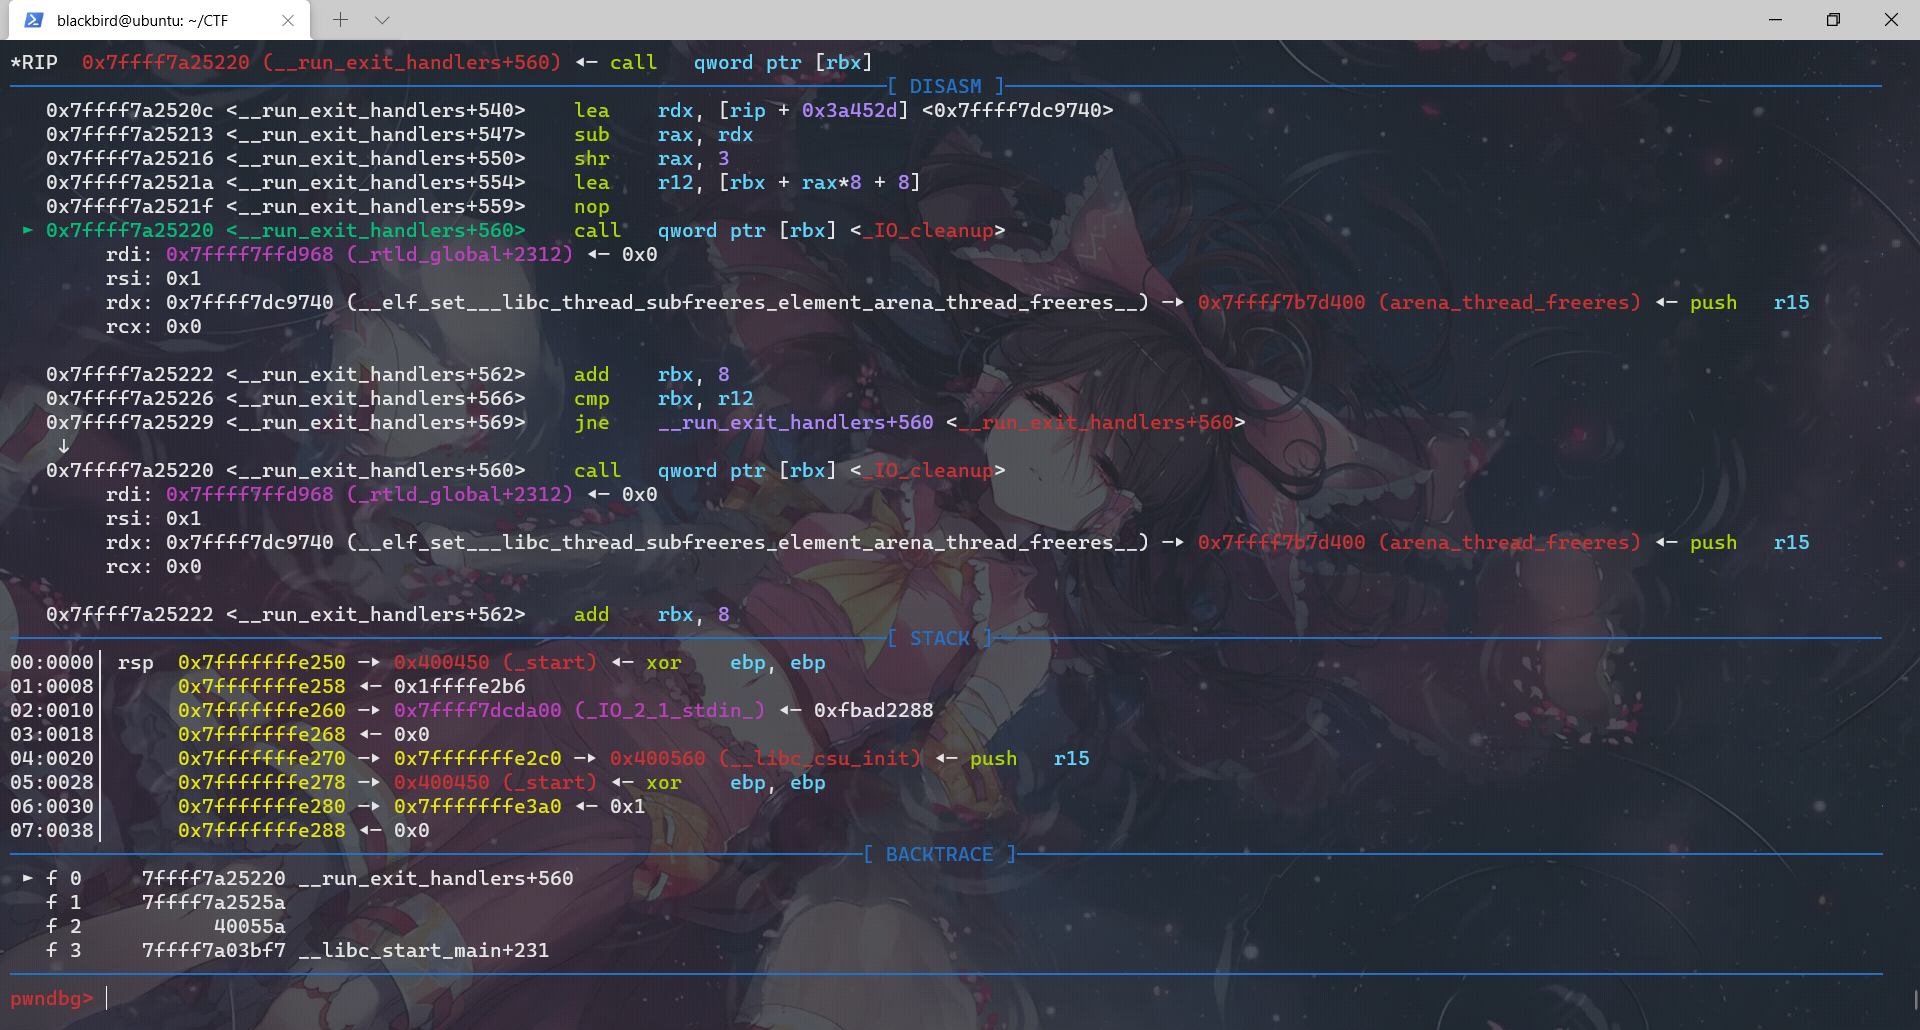 blackbird@ubuntu: ~/CTF
*RIP  0x7ffff7a25220 (__run_exit_handlers+560) ◂— call   qword ptr [rbx]
[ DISASM ]
0x7ffff7a2520c <__run_exit_handlers+540>    lea    rdx, [rip + 0x3a452d] <0x7ffff7dc9740>
0x7ffff7a25213 <__run_exit_handlers+547>    sub    rax, rdx
0x7ffff7a25216 <__run_exit_handlers+550>    shr    rax, 3
0x7ffff7a2521a <__run_exit_handlers+554>    lea    r12, [rbx + rax*8 + 8]
0x7ffff7a2521f <__run_exit_handlers+559>    nop
► 0x7ffff7a25220 <__run_exit_handlers+560>    call   qword ptr [rbx] <_IO_cleanup>
rdi: 0x7ffff7ffd968 (_rtld_global+2312) ◂— 0x0
rsi: 0x1
rdx: 0x7ffff7dc9740 (__elf_set___libc_thread_subfreeres_element_arena_thread_freeres__) —▸ 0x7ffff7b7d400 (arena_thread_freeres) ◂— push   r15
rcx: 0x0
0x7ffff7a25222 <__run_exit_handlers+562>    add    rbx, 8
0x7ffff7a25226 <__run_exit_handlers+566>    cmp    rbx, r12
0x7ffff7a25229 <__run_exit_handlers+569>    jne    __run_exit_handlers+560 <__run_exit_handlers+560>
↓
0x7ffff7a25220 <__run_exit_handlers+560>    call   qword ptr [rbx] <_IO_cleanup>
rdi: 0x7ffff7ffd968 (_rtld_global+2312) ◂— 0x0
rsi: 0x1
rdx: 0x7ffff7dc9740 (__elf_set___libc_thread_subfreeres_element_arena_thread_freeres__) —▸ 0x7ffff7b7d400 (arena_thread_freeres) ◂— push   r15
rcx: 0x0
0x7ffff7a25222 <__run_exit_handlers+562>    add    rbx, 8
[ STACK ]
00:0000│ rsp  0x7fffffffe250 —▸ 0x400450 (_start) ◂— xor    ebp, ebp
01:0008│      0x7fffffffe258 ◂— 0x1ffffe2b6
02:0010│      0x7fffffffe260 —▸ 0x7ffff7dcda00 (_IO_2_1_stdin_) ◂— 0xfbad2288
03:0018│      0x7fffffffe268 ◂— 0x0
04:0020│      0x7fffffffe270 —▸ 0x7fffffffe2c0 —▸ 0x400560 (__libc_csu_init) ◂— push   r15
05:0028│      0x7fffffffe278 —▸ 0x400450 (_start) ◂— xor    ebp, ebp
06:0030│      0x7fffffffe280 —▸ 0x7fffffffe3a0 ◂— 0x1
07:0038│      0x7fffffffe288 ◂— 0x0
[ BACKTRACE ]
► f 0     7ffff7a25220 __run_exit_handlers+560
f 1     7ffff7a2525a
f 2           40055a
f 3     7ffff7a03bf7 __libc_start_main+231
pwndbg>